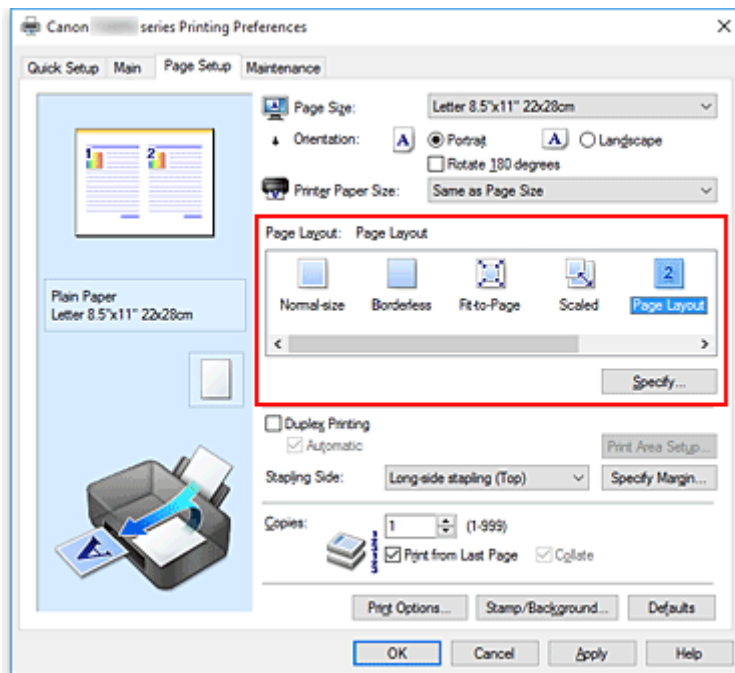 Canon series Printing Preferences
Quick Setup Main Page Setup Maintenance
Page Size: Letter 8.5"x11" 22x28cm
Orientation: A Portrait A Landscape
Rotate 180 degrees
Printer Paper Size: Same as Page Size
1 2
Page Layout: Page Layout
2
Normal-size Borderless Fit-to-Page Scaled Page Layout
Plain Paper
Letter 8.5"x11" 22x28cm
Specify...
Duplex Printing
Automatic Print Area Setup...
Stapling Side: Long-side stapling (Top) Specify Margin...
Copies: 1 (1-999)
Print from Last Page Collate
A
Print Options... Stamp/Background... Defaults
OK Cancel Apply Help